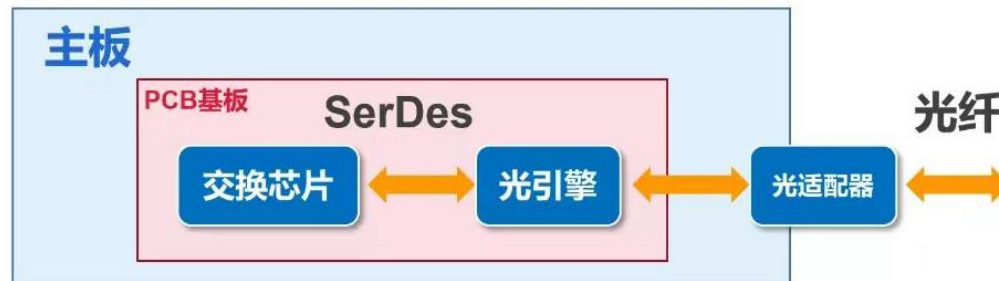 主板
PCB基板
SerDes
光纤
交换芯片
光引擎
光适配器